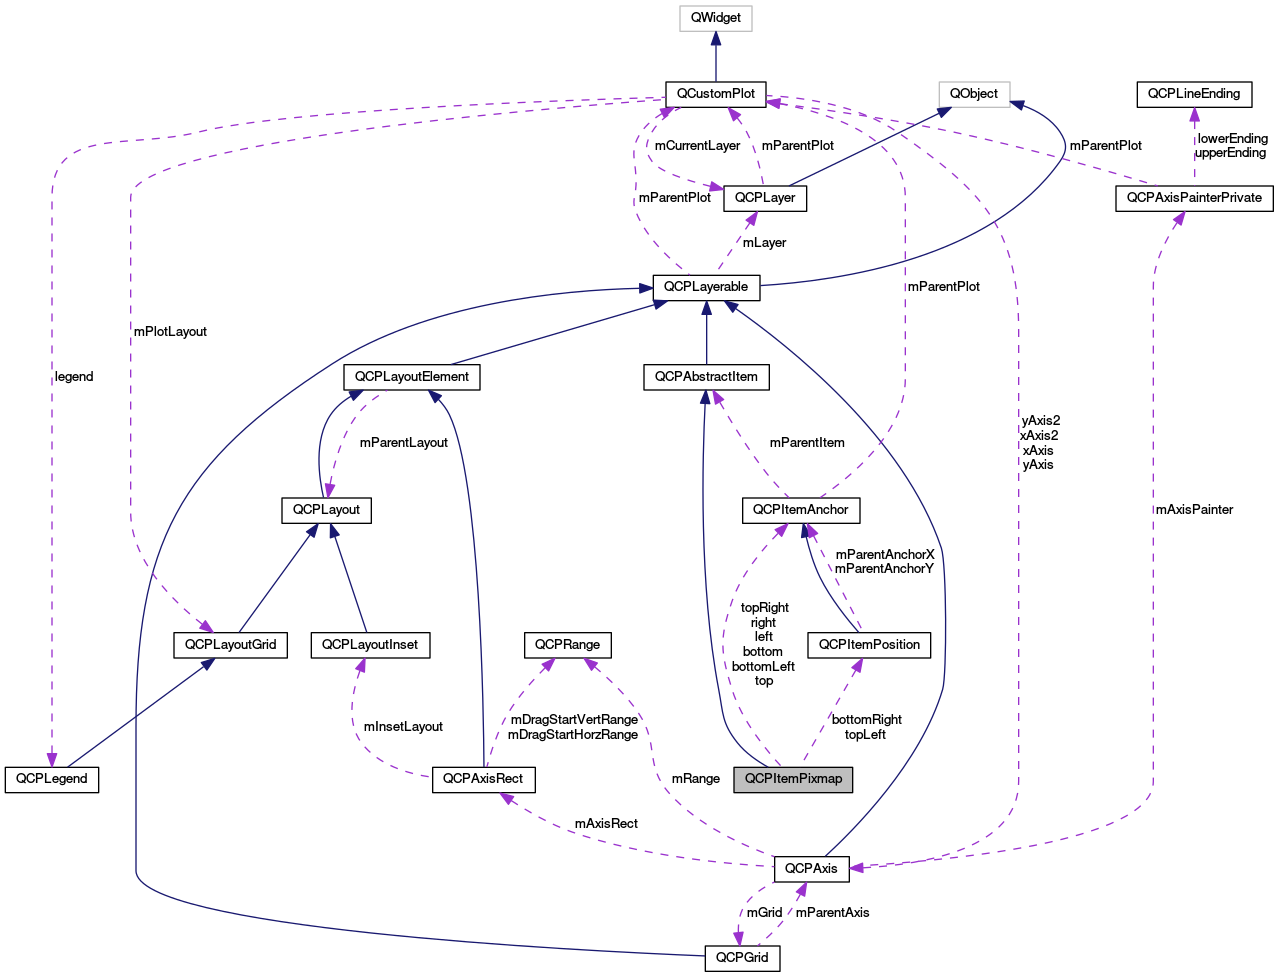 QWidget
QCustomPlot
QObject
QCPLineEnding
mCurrentLayer
mParentPlot
mParentPlot
lowerEnding
upperEnding
mParentPlot
QCPLayer
QCPAxisPainterPrivate
mLayer
QCPLayerable
mParentPlot
mPlotLayout
legend
QCPLayoutElement
QCPAbstractItem
mParentLayout
mParentItem
yAxis2
xAxis2
xAxis
yAxis
QCPLayout
QCPItemAnchor
mAxisPainter
mParentAnchorX
mParentAnchorY
topRight
right
left
bottom
bottomLeft
top
QCPLayoutGrid
QCPLayoutInset
QCPRange
QCPItemPosition
mInsetLayout
mDragStartVertRange
mDragStartHorzRange
bottomRight
topLeft
QCPLegend
QCPAxisRect
mRange
QCPItemPixmap
mAxisRect
QCPAxis
mGrid
mParentAxis
QCPGrid